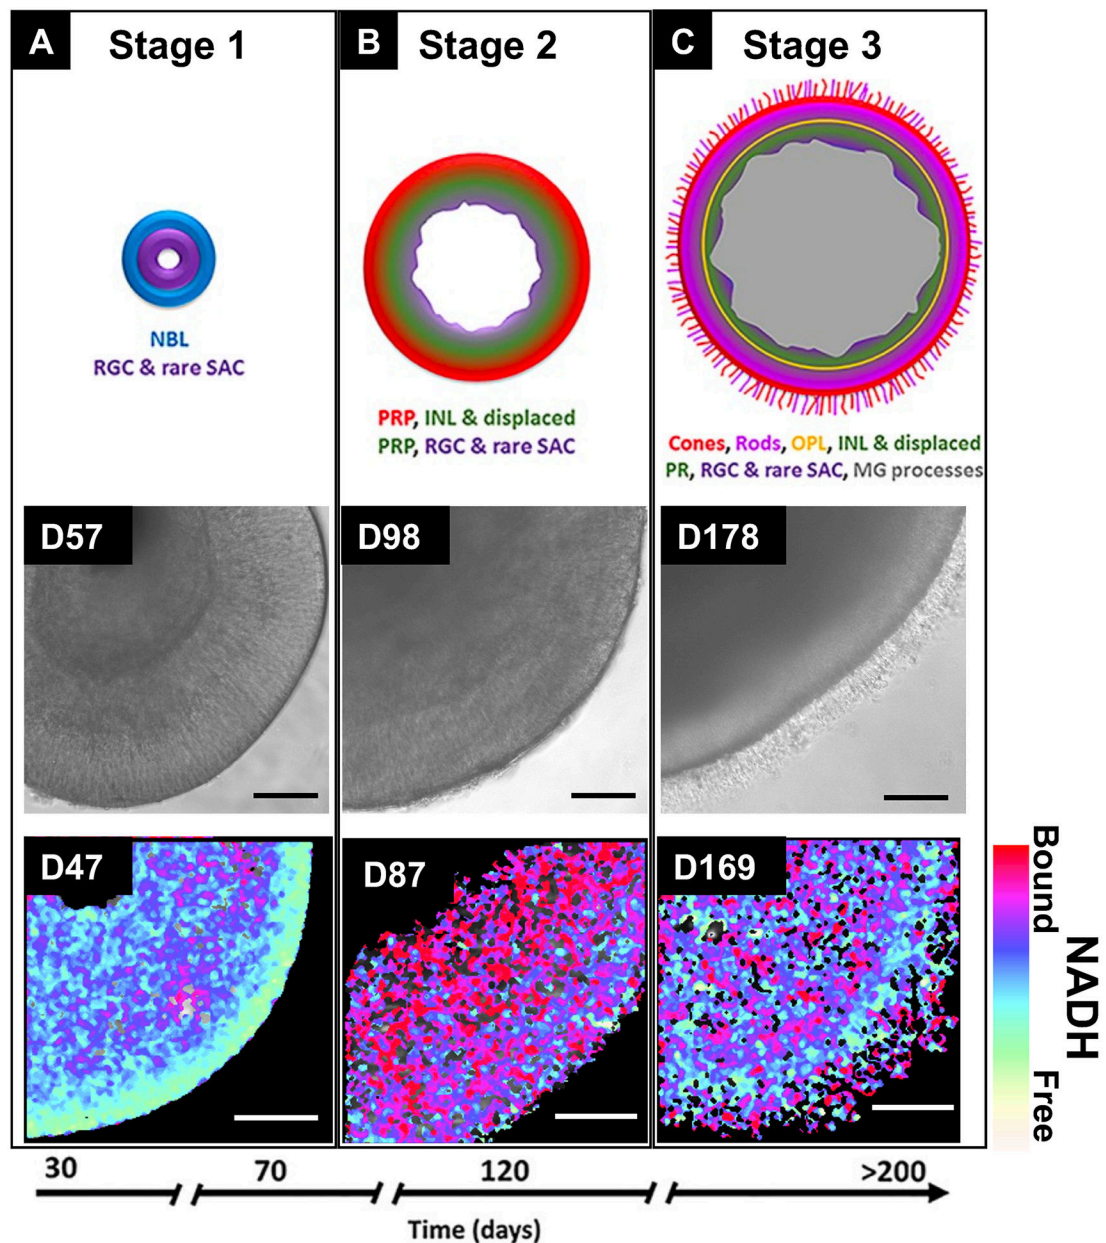 A Stage 1
B Stage 2
C Stage 3
NBL
RGC & rare SAC
PRP, INL & displaced
PRP, RGC & rare SAC
Cones, Rods, OPL, INL & displaced
PR, RGC & rare SAC, MG processes
D57
D98
D178
D47
D87
D169
Bound
Free
NADH
30 70 120 >200
Time (days)